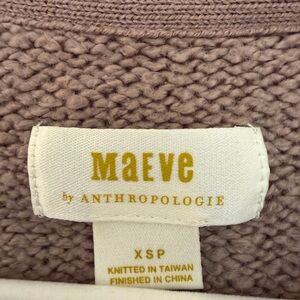 MAEVE
by ANTHROPOLOGIE
XSP
KNITTED IN TAIWAN
FINISHED IN CHINA